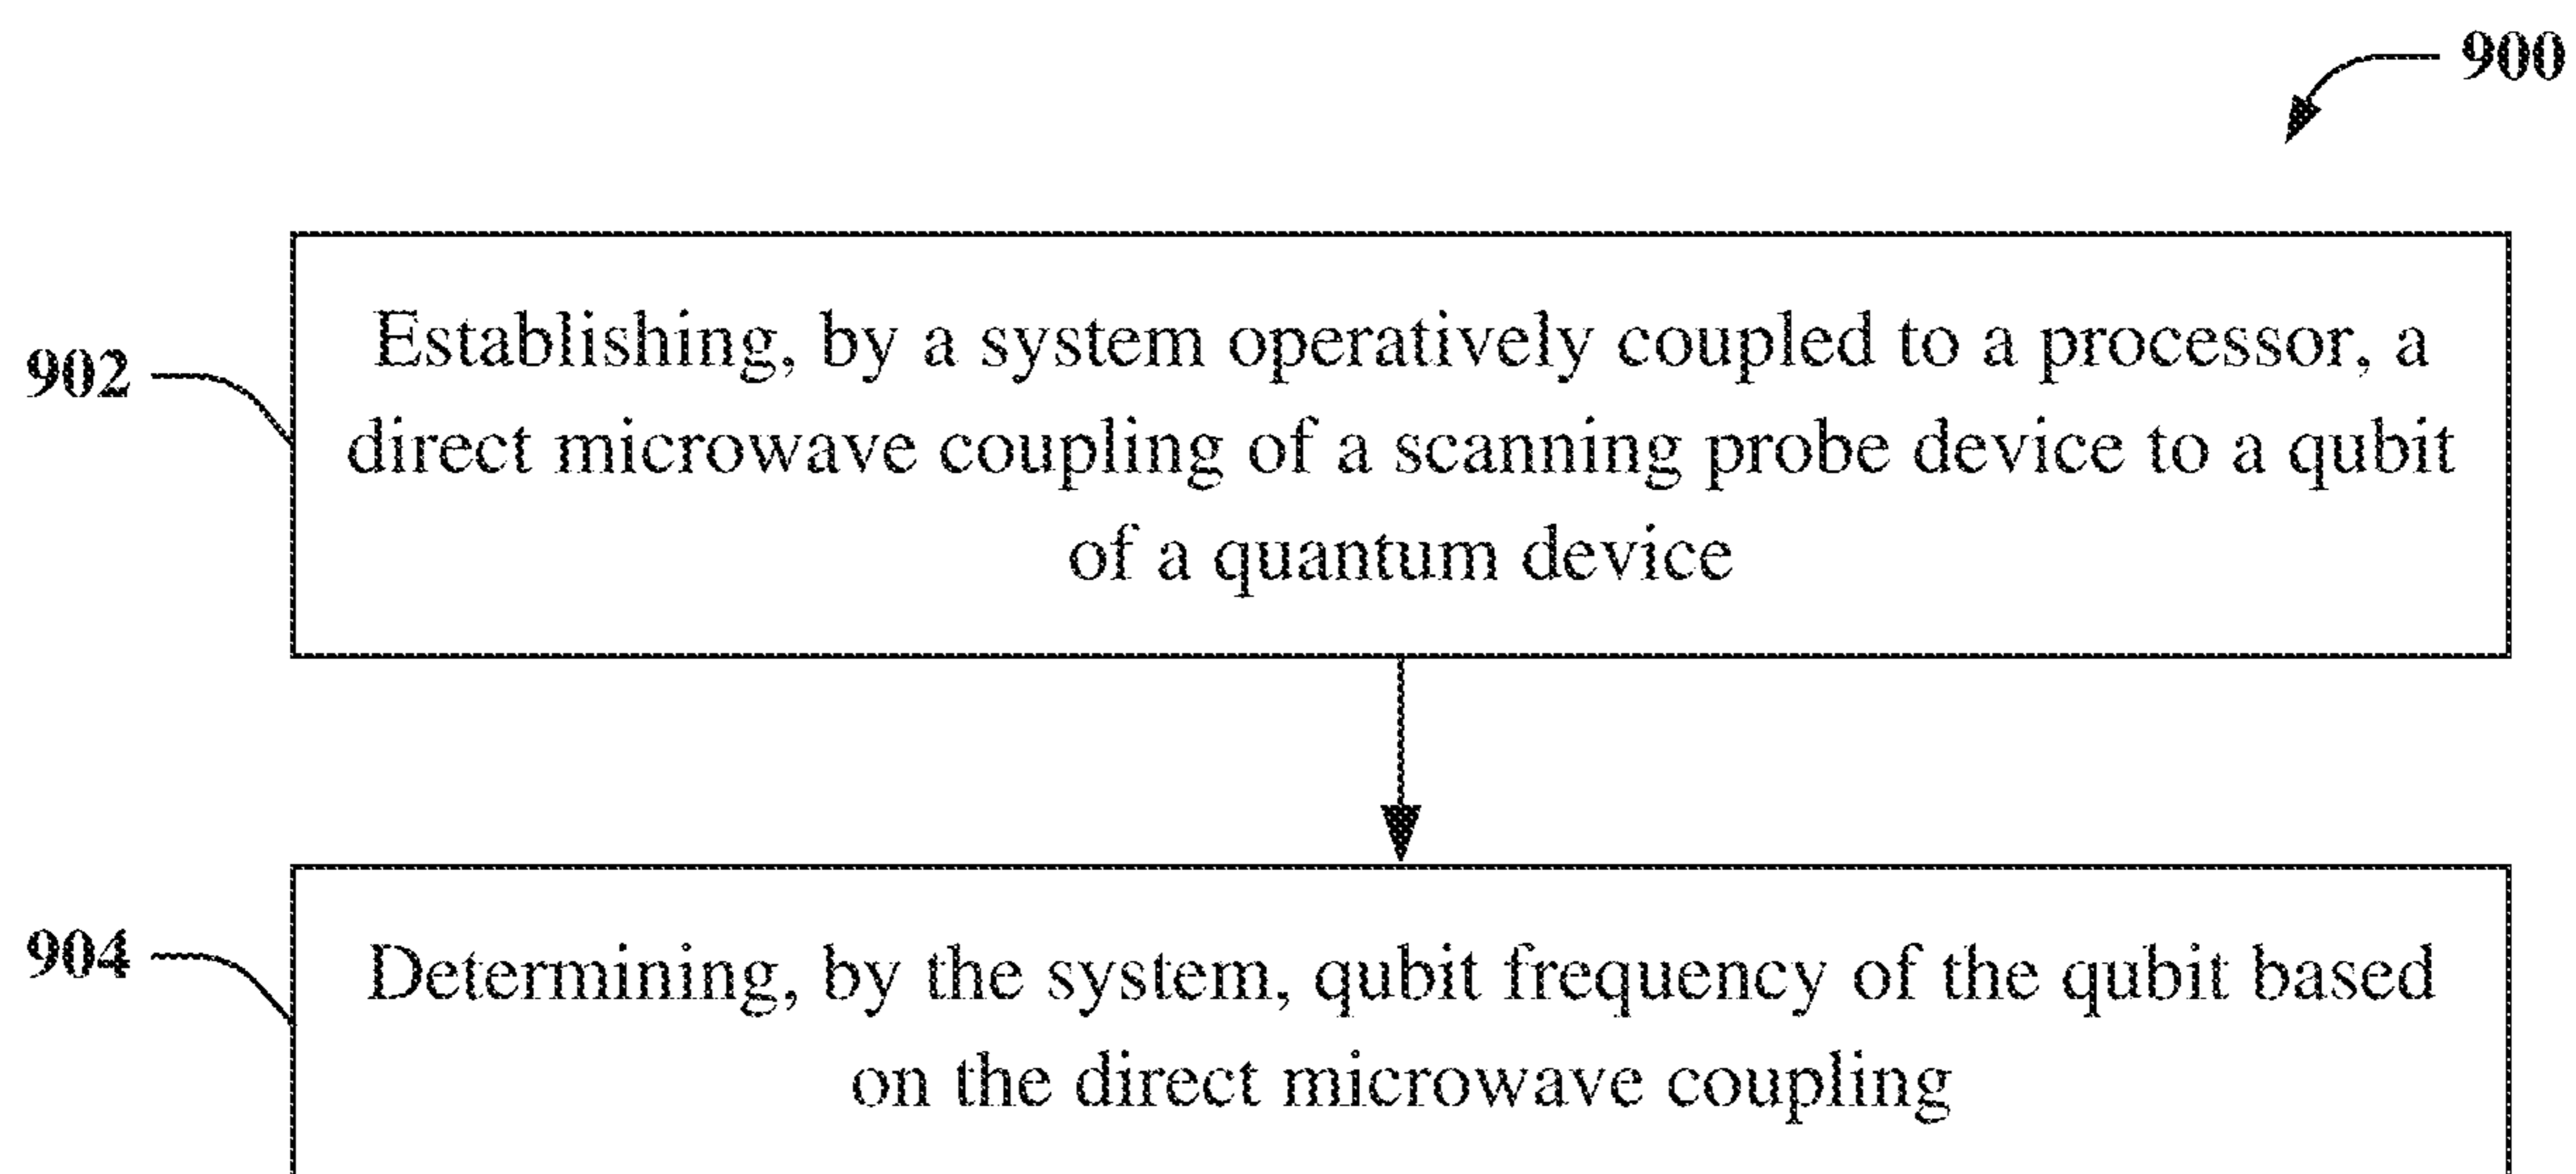 900
902
Establishing, by a system operatively coupled to a processor, a
direct microwave coupling of a scanning probe device to a qubit
of a quantum device
904
Determining, by the system, qubit frequency of the qubit based
on the direct microwave coupling